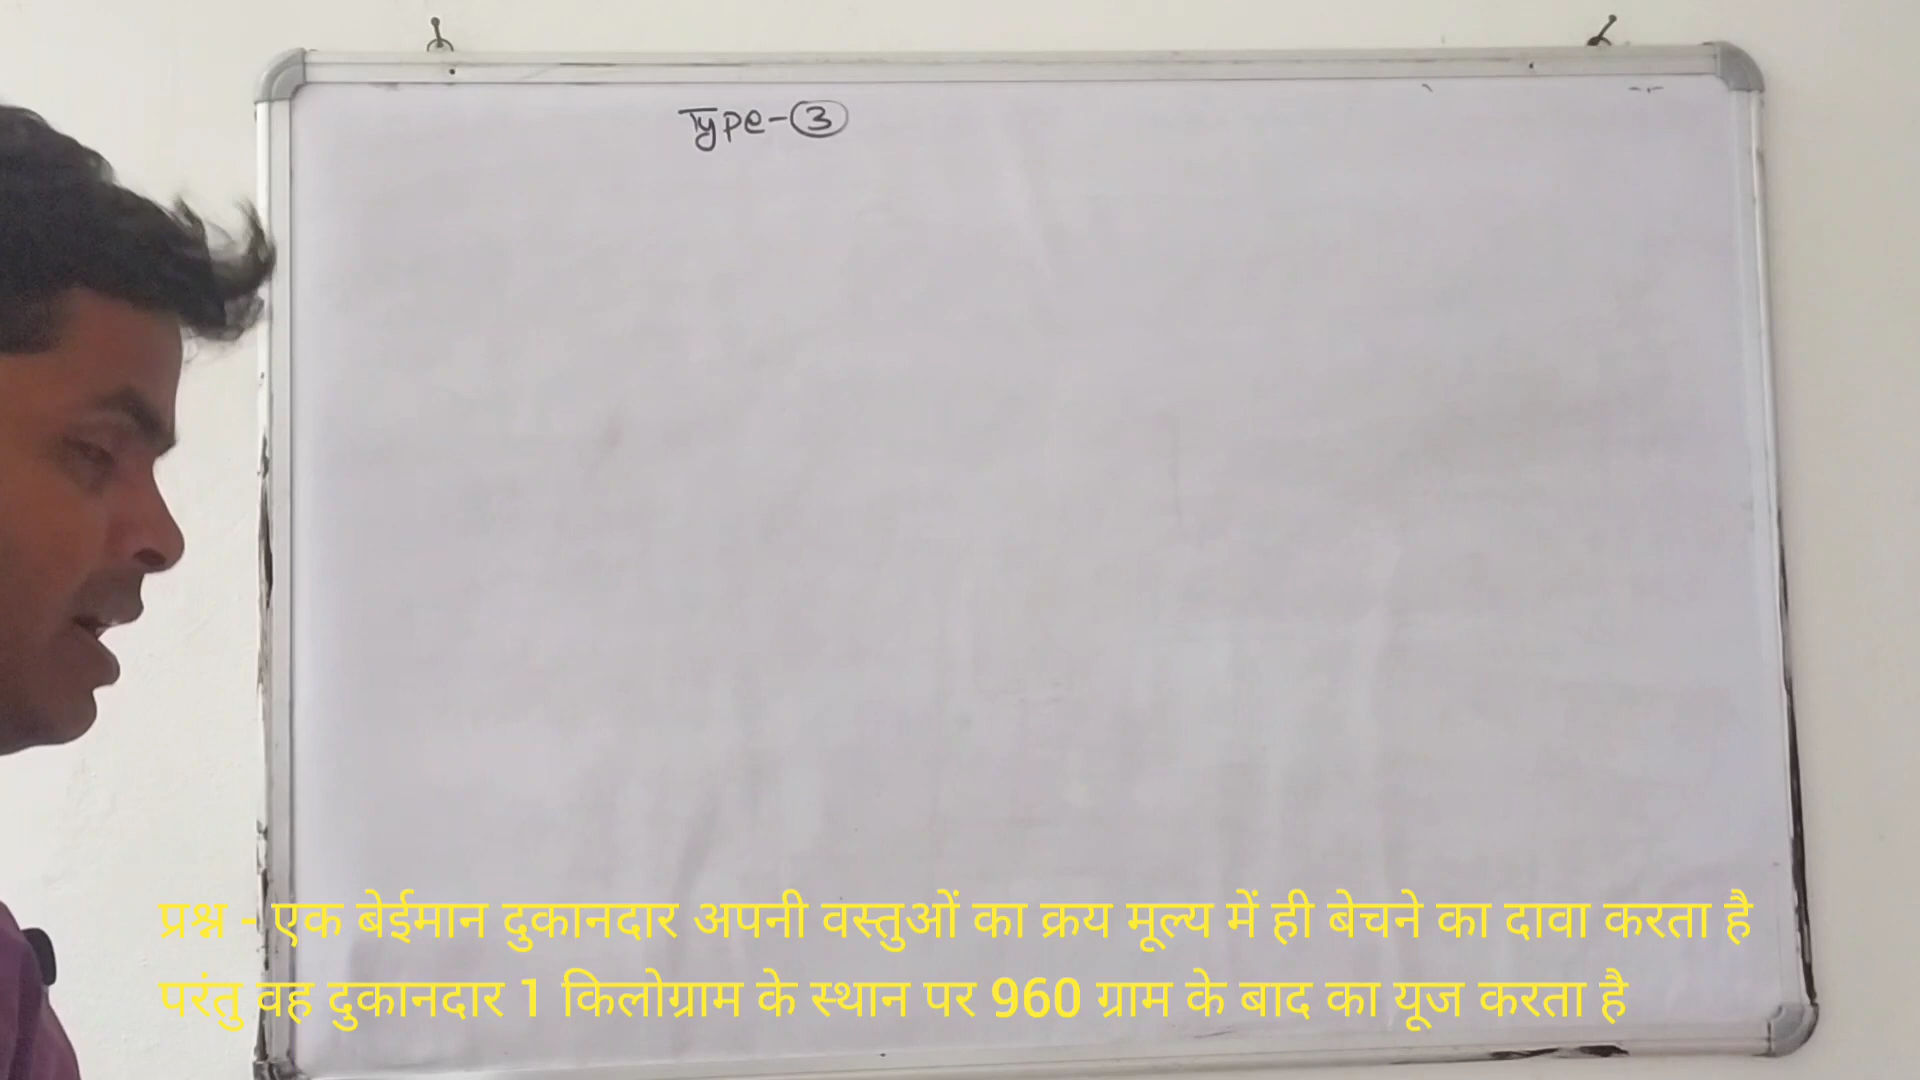 Type-③
प्रश्न - एक बेईमान दुकानदार अपनी वस्तुओं का क्रय मूल्य में ही बेचने का दावा करता है
परंतु वह दुकानदार 1 किलोग्राम के स्थान पर 960 ग्राम के बाद का यूज करता है